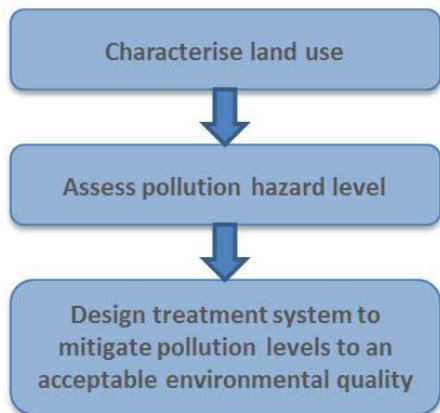 Characterise land use
Assess pollution hazard level
Design treatment system to
mitigate pollution levels to an
acceptable environmental quality